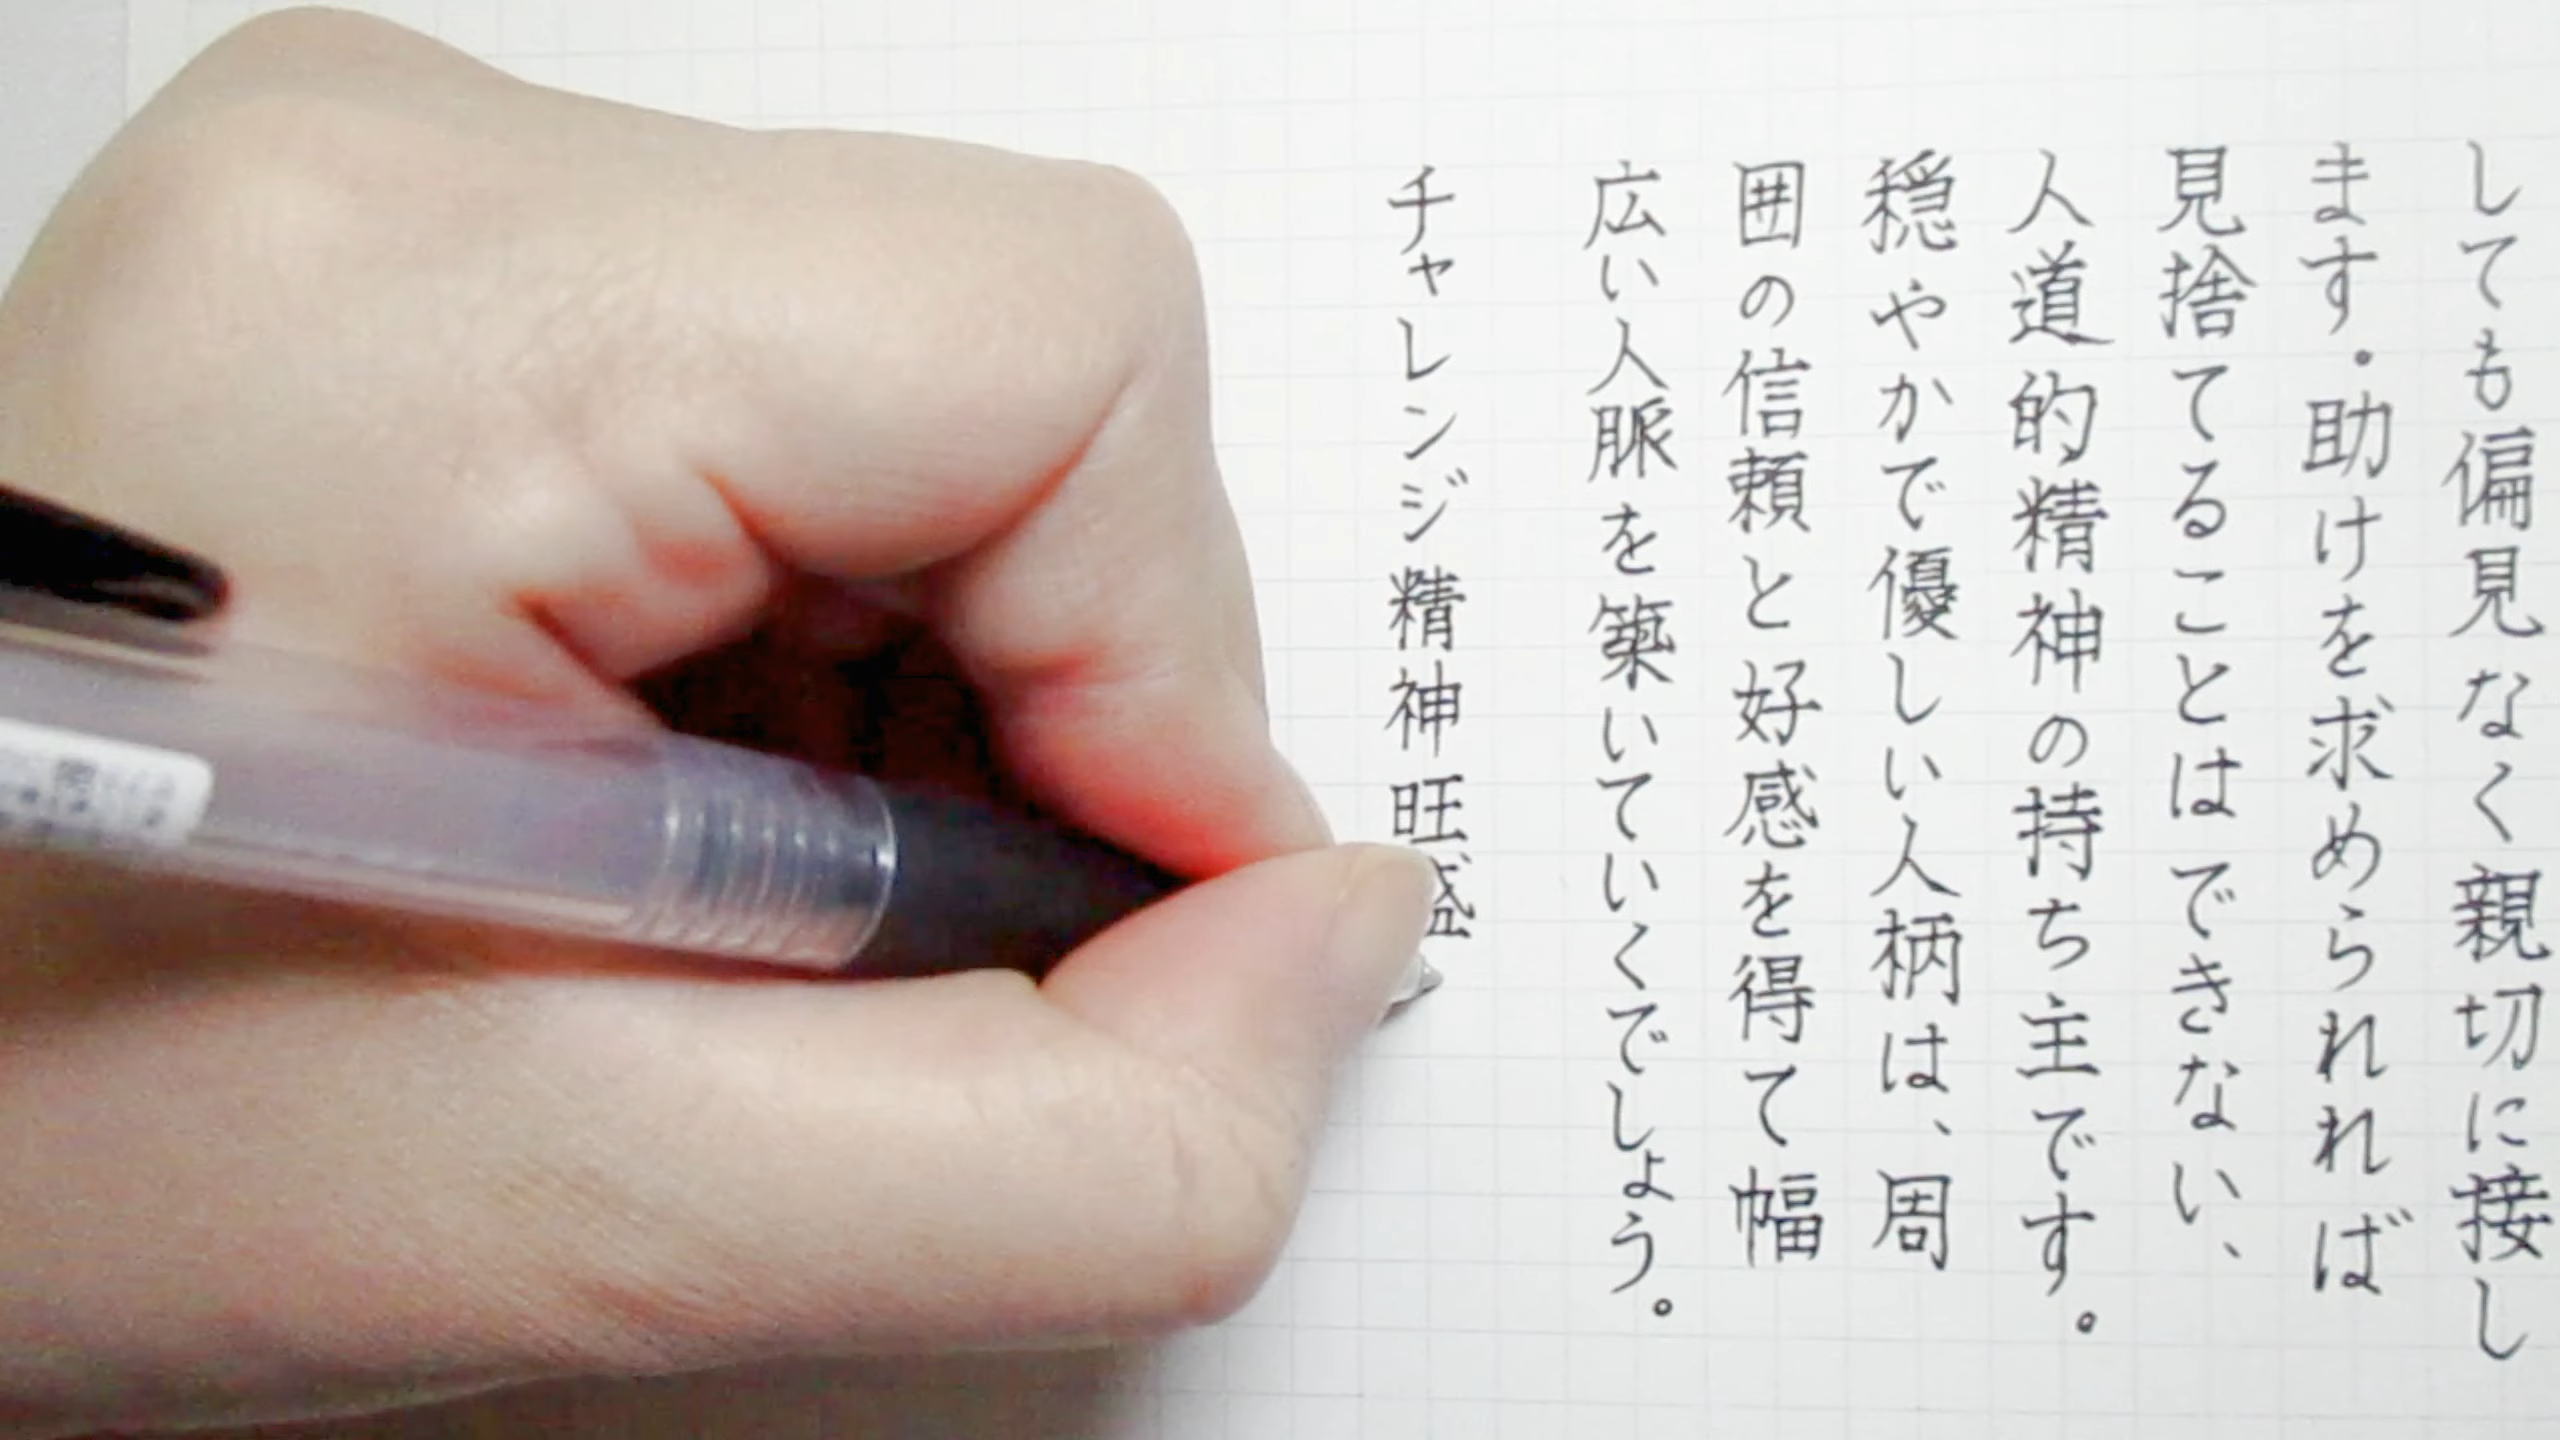 しても偏見なく親切に接し
ます。助けを求められれば
見捨てることはできない、
人道的精神の持ち主です。
穏やかで優しい人柄は、周
囲の信頼と好感を得て幅
広い人脈を築いていくでしょう。
チャレンジ精神旺盛